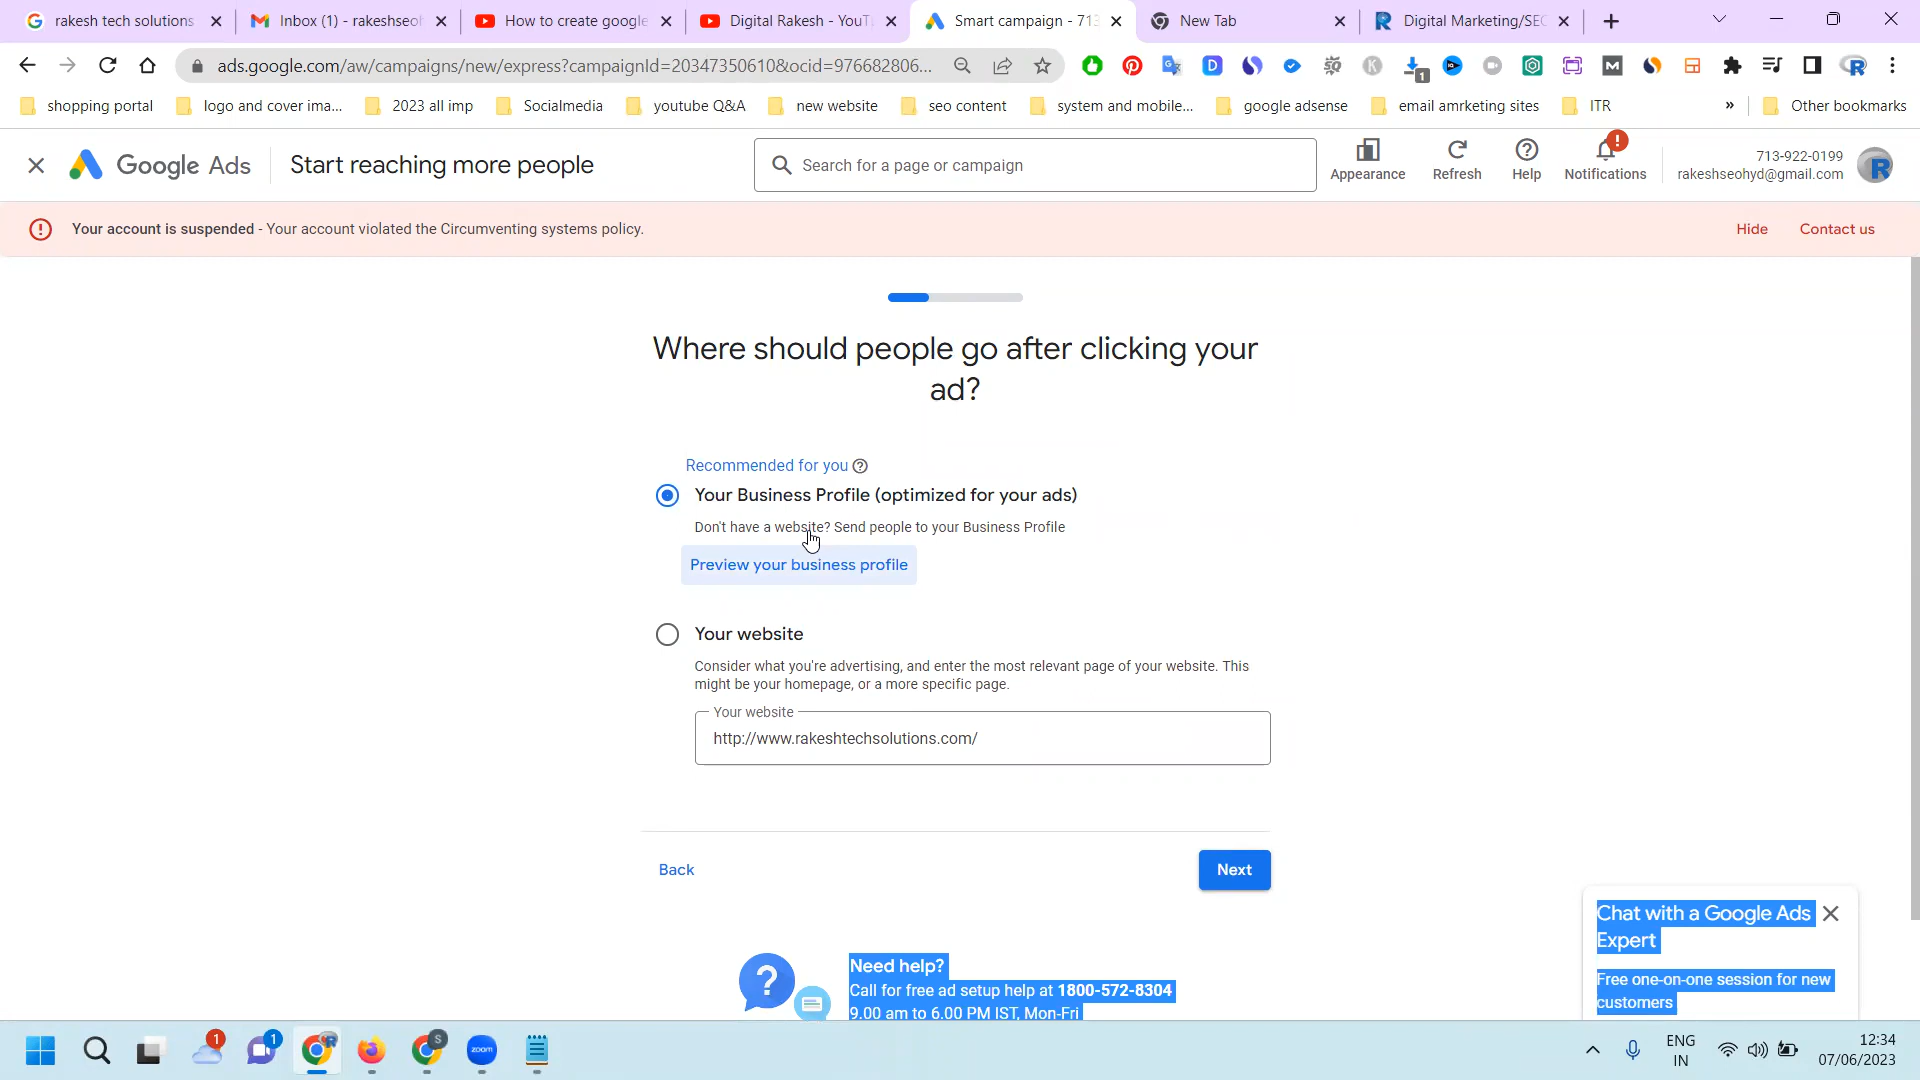 rakesh tech solutions
Inbox (1) - rakeshseoh
How to create google
Digital Rakesh - YouT
Smart campaign - 713
New Tab
Digital Marketing/SEO
ads.google.com/aw/campaigns/new/express?campaignId=20347350610&ocid=976682806...
shopping portal
logo and cover ima...
2023 all imp
Socialmedia
youtube Q&A
new website
seo content
system and mobile...
google adsense
email amrketing sites
ITR
»
Other bookmarks
Google Ads
Start reaching more people
Search for a page or campaign
Appearance
Refresh
Help
Notifications
713-922-0199
rakeshseohyd@gmail.com
Your account is suspended - Your account violated the Circumventing systems policy.
Hide
Contact us
Where should people go after clicking your
ad?
Recommended for you
Your Business Profile (optimized for your ads)
Don't have a website? Send people to your Business Profile
Preview your business profile
Your website
Consider what you're advertising, and enter the most relevant page of your website. This
might be your homepage, or a more specific page.
Your website
http://www.rakeshtechsolutions.com/
Back
Next
Need help?
Call for free ad setup help at 1800-572-8304
9.00 am to 6.00 PM IST, Mon-Fri
Chat with a Google Ads
Expert
Free one-on-one session for new
customers
1
1
zoom
ENG
IN
12:34
07/06/2023